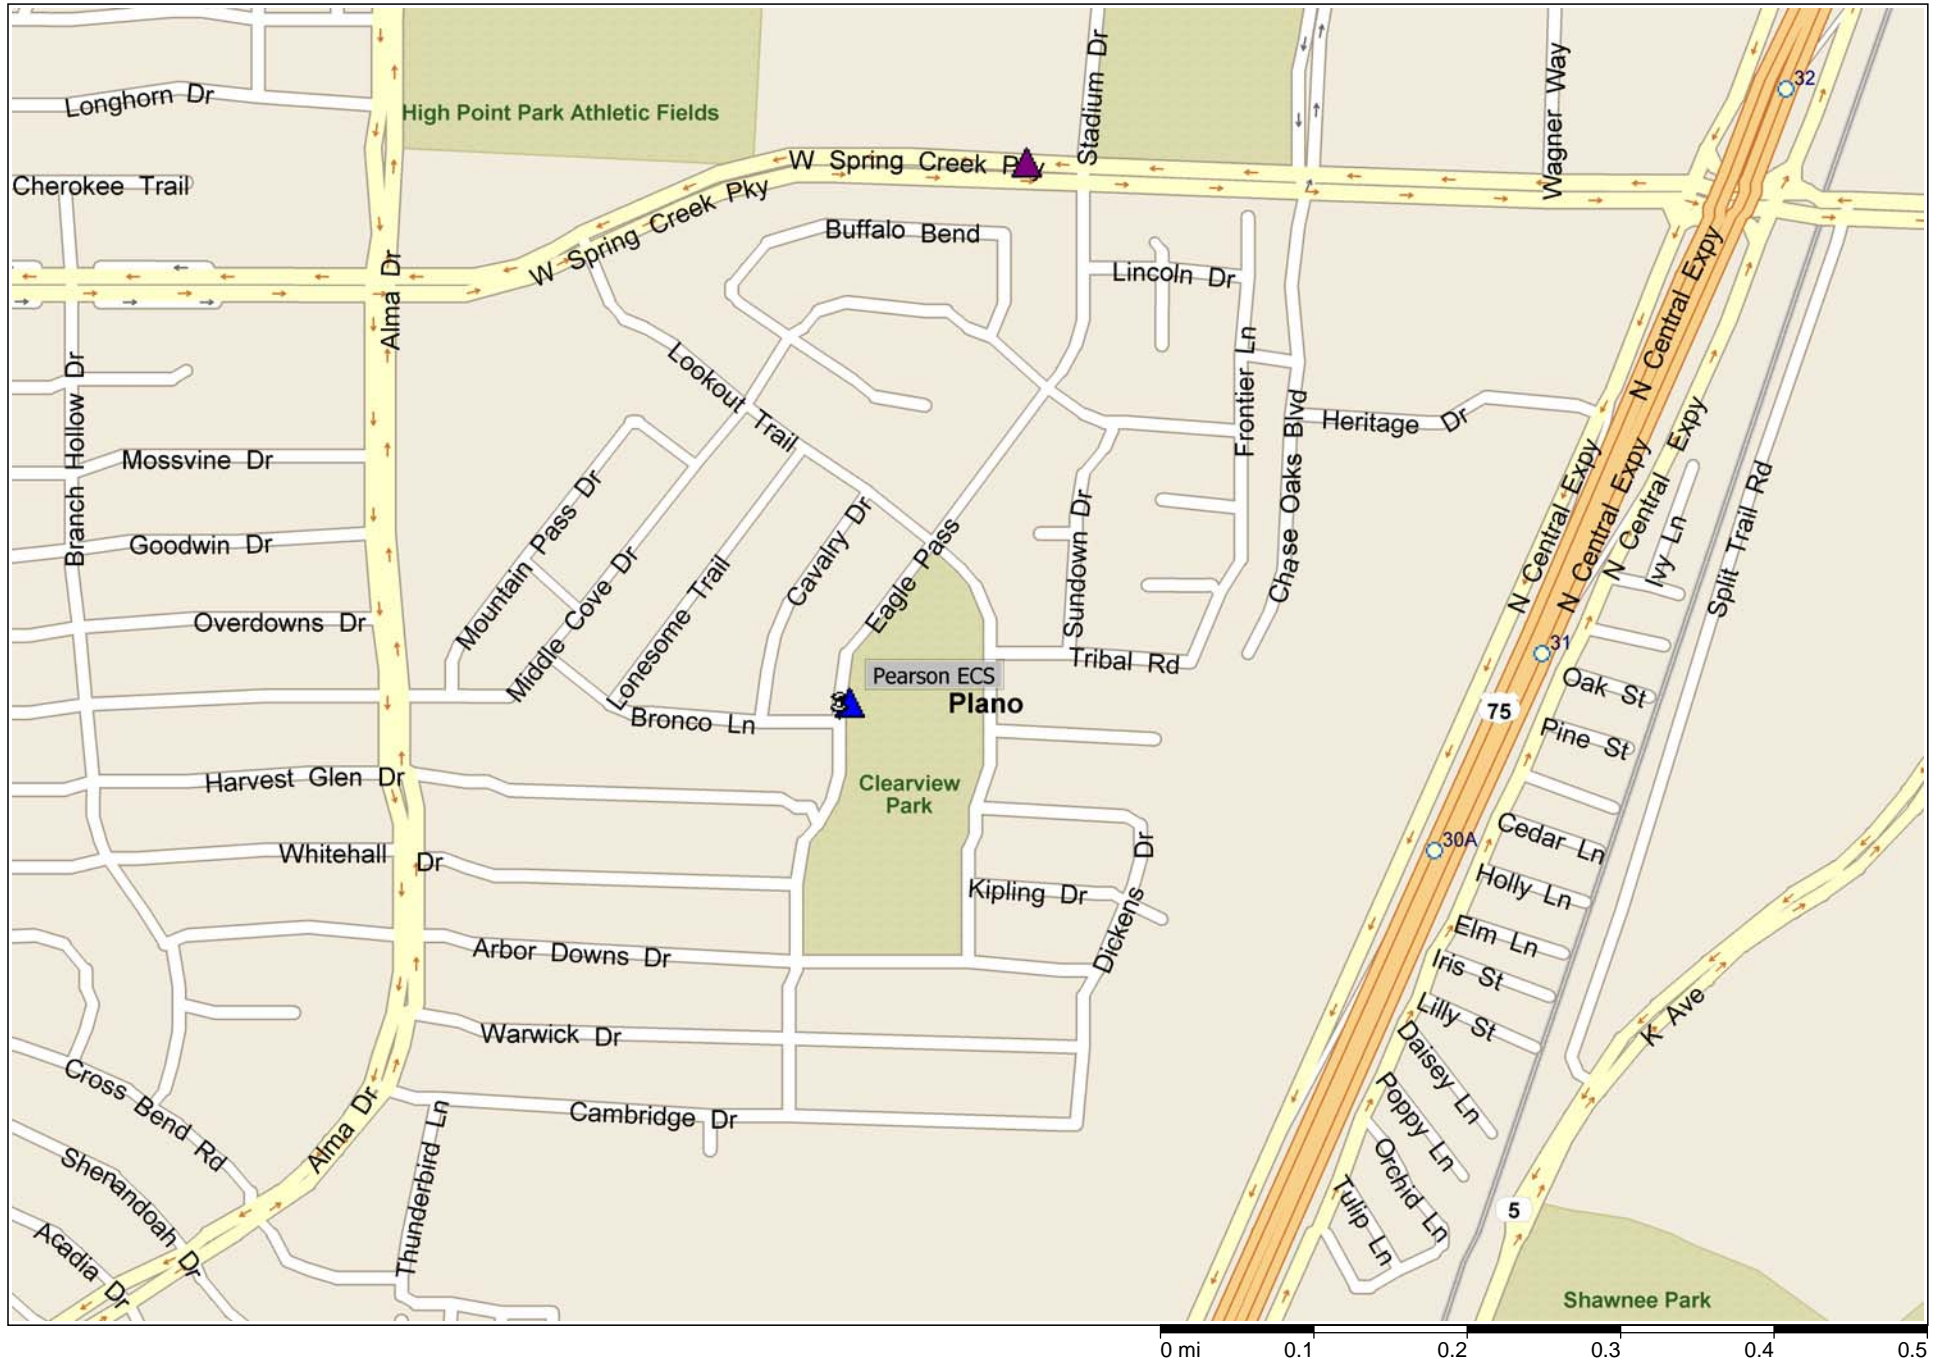 Longhorn Dr
High Point Park Athletic Fields
Stadium Dr
Wagner Way
32
Cherokee Trail
W Spring Creek Pky
W Spring Creek Pky
Alma Dr
Buffalo Bend
Lincoln Dr
N Central Expy
Branch Hollow Dr
Lookout Trail
Frontier Ln
Chase Oaks Blvd
Heritage Dr
Mossvine Dr
Goodwin Dr
Overdowns Dr
Mountain Pass Dr
Middle Cove Dr
Lonesome Trail
Cavalry Dr
Eagle Pass
Sundown Dr
Tribal Rd
N Central Expy
N Central Expy
N Central Expy
Ivy Ln
Split Trail Rd
31
Pearson ECS
Plano
Bronco Ln
75
Oak St
Pine St
Harvest Glen Dr
Clearview
Park
Whitehall Dr
Kipling Dr
Dickens Dr
30A
Cedar Ln
Holly Ln
Elm Ln
Iris St
Lilly St
Arbor Downs Dr
Warwick Dr
Cambridge Dr
K Ave
Daisey Ln
Poppy Ln
Orchid Ln
Tulip Ln
Cross Bend Rd
Alma Dr
Thunderbird Ln
Shenandoah Dr
Acadia Dr
5
Shawnee Park
0 mi 0.1 0.2 0.3 0.4 0.5